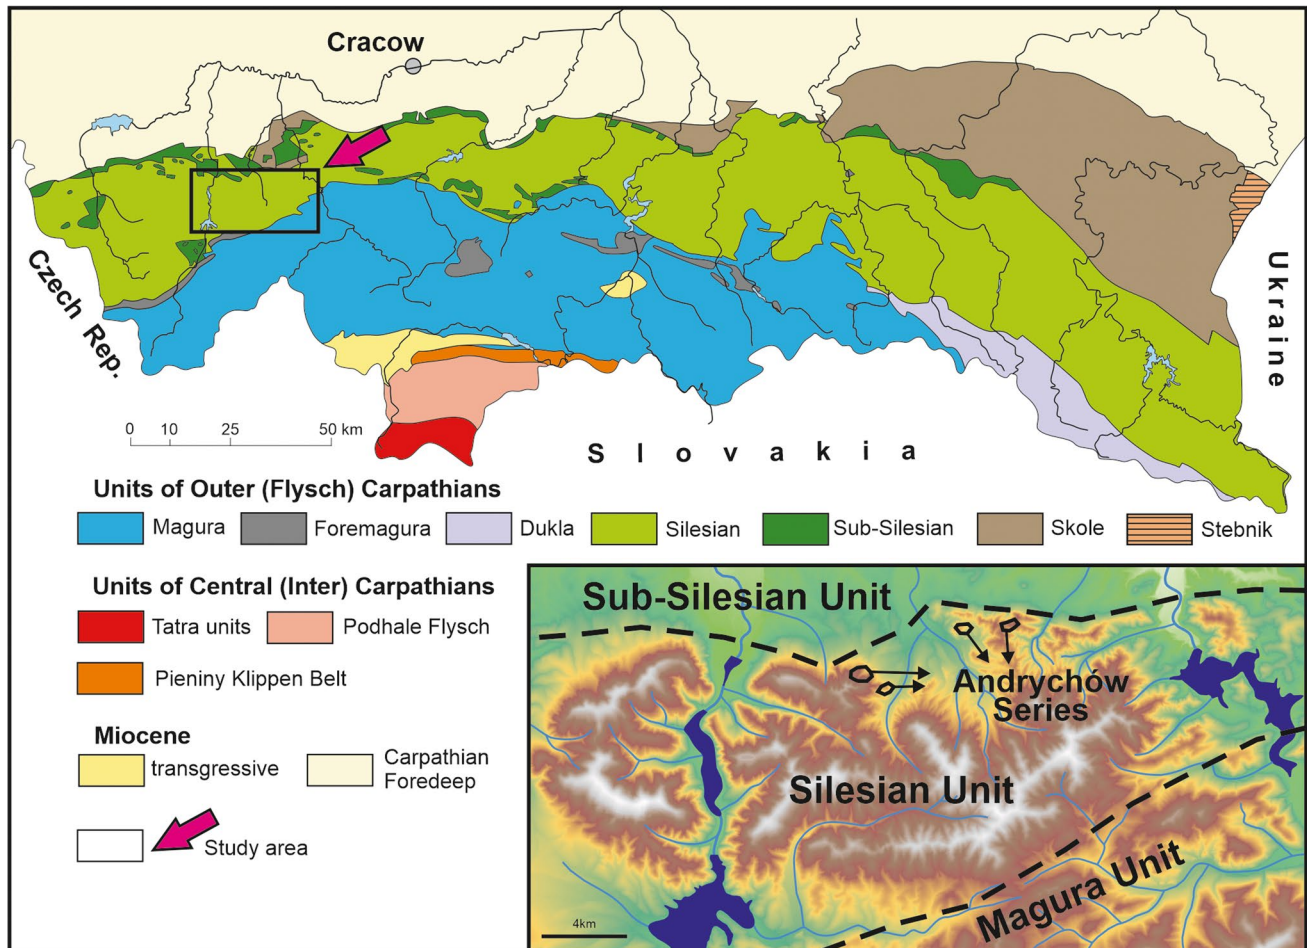 Cracow
Czech Rep.
Ukraine
0 10 25 50 km
Slovakia
Units of Outer (Flysch) Carpathians
Magura Foremagura Dukla Silesian Sub-Silesian Skole Stebnik
Units of Central (Inter) Carpathians
Tatra units Podhale Flysch
Pieniny Klippen Belt
Miocene
transgressive Carpathian
Foredeep
Study area
Sub-Silesian Unit
Andrychów
Series
Silesian Unit
Magura Unit
4km